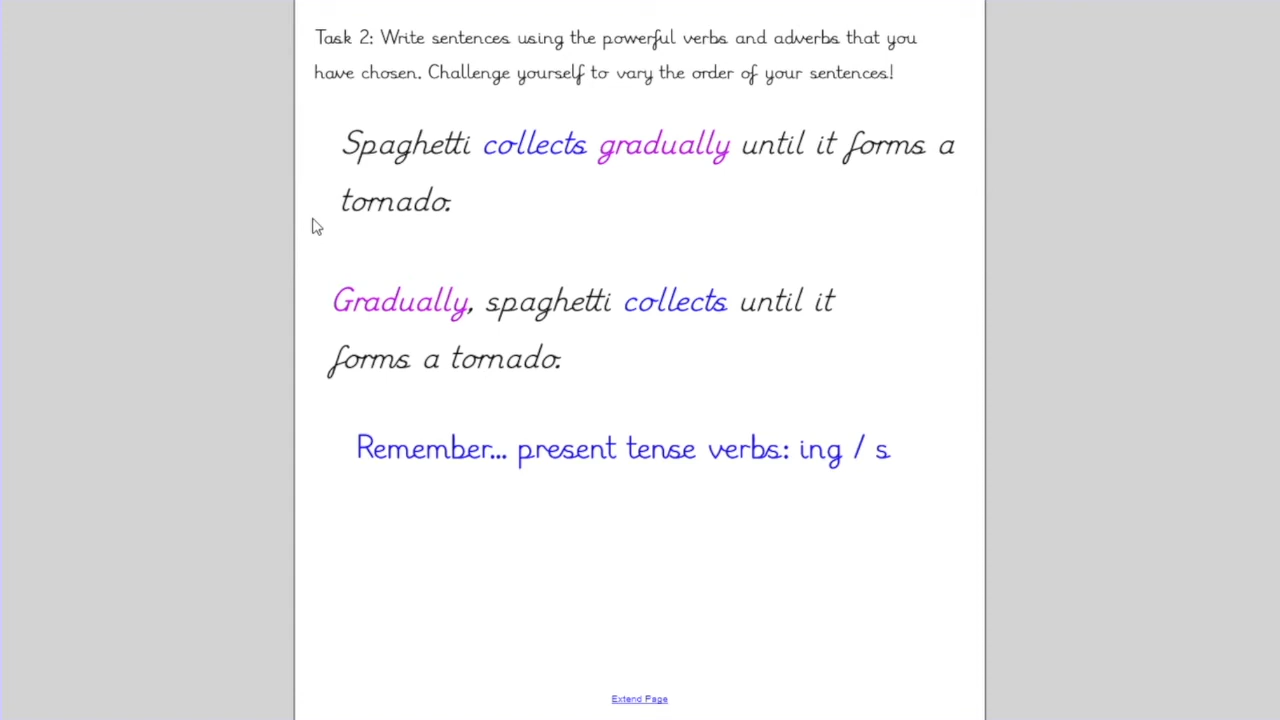 Task 2: Write sentences using the powerful verbs and adverbs that you
have chosen. Challenge yourself to vary the order of your sentences!
Spaghetti collects gradually until it forms a
tornado.
Gradually, spaghetti collects until it
forms a tornado.
Remember... present tense verbs: ing / s
Extend Page